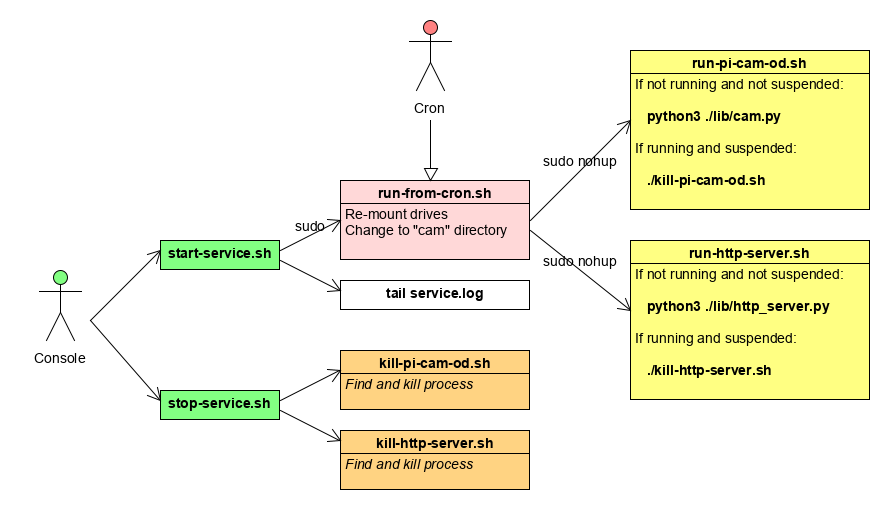 Cron
run-pi-cam-od.sh
If not running and not suspended:
python3 ./lib/cam.py
If running and suspended:
./kill-pi-cam-od.sh
sudo nohup
run-from-cron.sh
Re-mount drives
Change to "cam" directory
sudo
start-service.sh
tail service.log
sudo nohup
run-http-server.sh
If not running and not suspended:
python3 ./lib/http_server.py
If running and suspended:
./kill-http-server.sh
Console
kill-pi-cam-od.sh
Find and kill process
stop-service.sh
kill-http-server.sh
Find and kill process